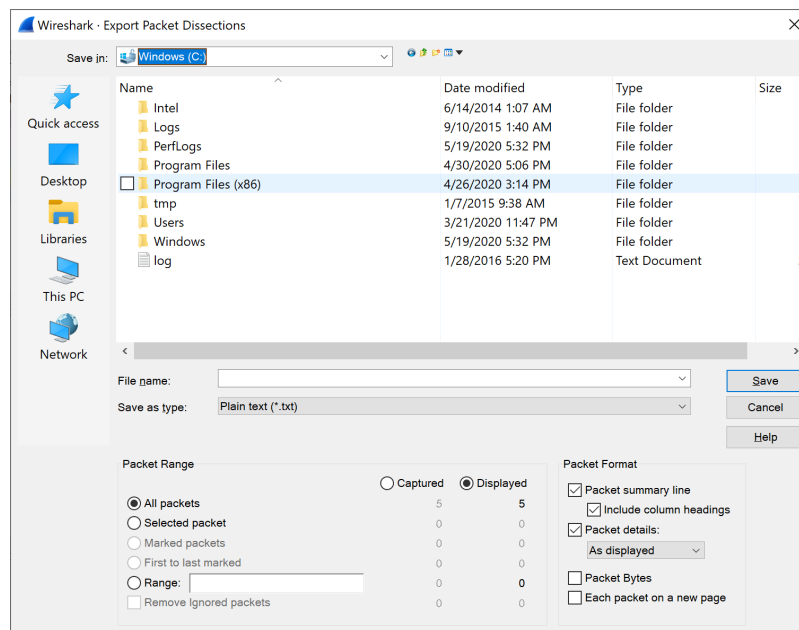 Wireshark · Export Packet Dissections
Save in: Windows (C:)
Name Date modified Type Size
Intel 6/14/2014 1:07 AM File folder
Logs 9/10/2015 1:40 AM File folder
PerfLogs 5/19/2020 5:32 PM File folder
Program Files 4/30/2020 5:06 PM File folder
Program Files (x86) 4/26/2020 3:14 PM File folder
tmp 1/7/2015 9:38 AM File folder
Users 3/21/2020 11:47 PM File folder
Windows 5/19/2020 5:32 PM File folder
log 1/28/2016 5:20 PM Text Document
Quick access
Desktop
Libraries
This PC
Network
File name: Save
Save as type: Plain text (*.txt) Cancel
Help
Packet Range
Captured Displayed
All packets 5 5
Selected packet 0 0
Marked packets 0 0
First to last marked 0 0
Range: 0 0
Remove Ignored packets 0 0
Packet Format
Packet summary line
Include column headings
Packet details:
As displayed
Packet Bytes
Each packet on a new page